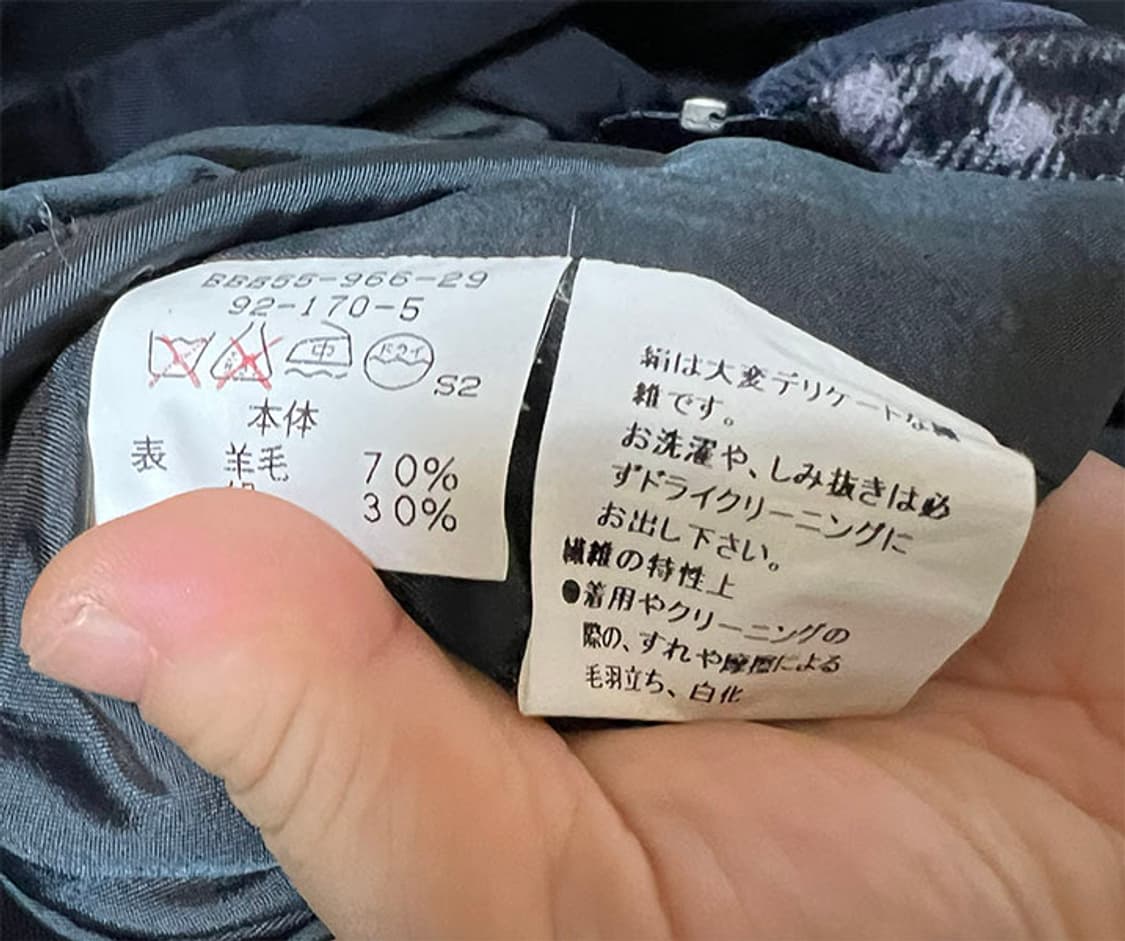 BBB55-966-29
92-170-5
中 ドライ
S2
本体
表 羊毛 70%
30%
絹は大変デリケートな繊
維です。
お洗濯や、しみ抜きは必
ずドライクリーニングに
お出し下さい。
繊維の特性上
●着用やクリーニングの
際の、すれや摩擦による
毛羽立ち、白化